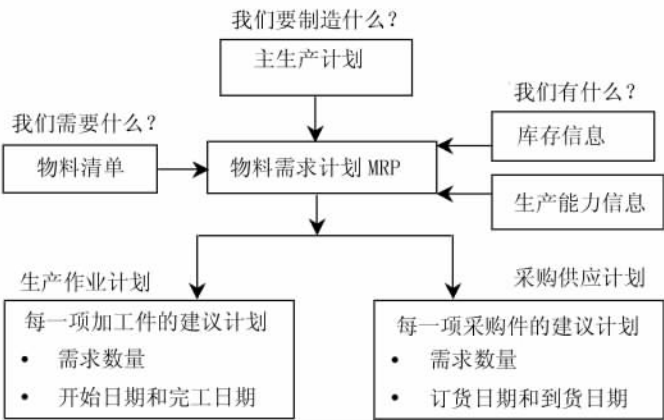 我们要制造什么？
主生产计划
我们有什么？
我们需要什么？
库存信息
物料清单
物料需求计划 MRP
生产能力信息
生产作业计划
采购供应计划
每一项加工件的建议计划
• 需求数量
• 开始日期和完工日期
每一项采购件的建议计划
• 需求数量
• 订货日期和到货日期